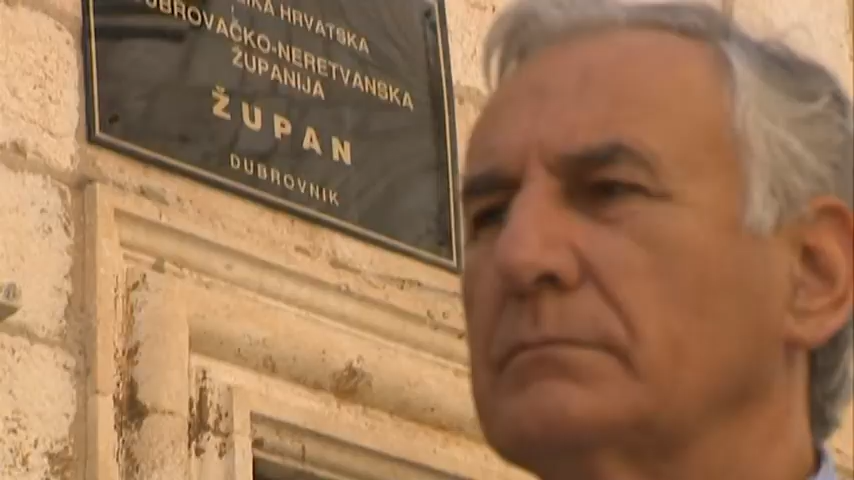 HRVATSKA
DUBROVAČKO-NERETVANSKA
ŽUPANIJA
ŽUPAN
DUBROVNIK